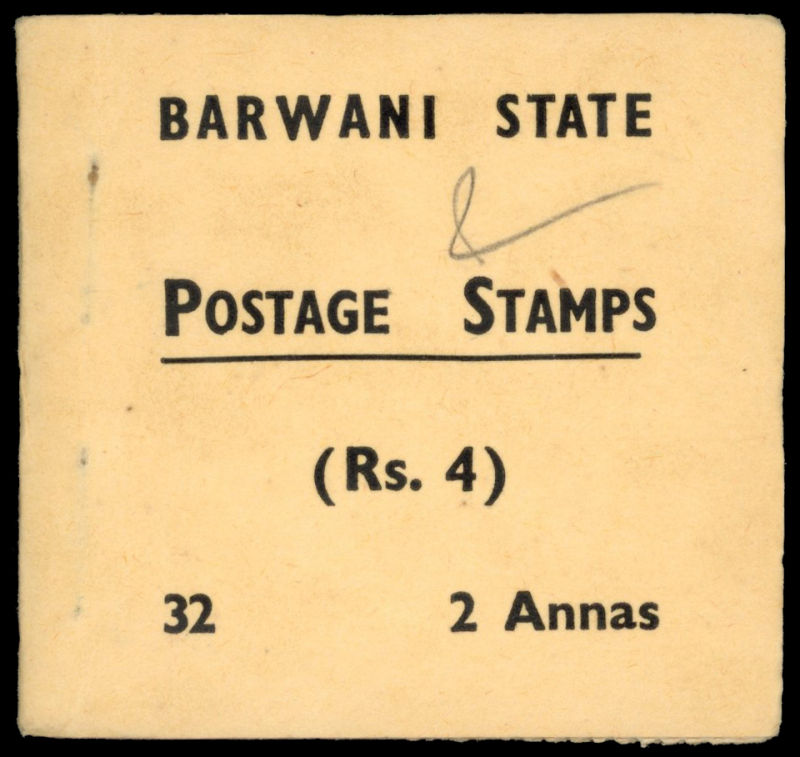 BARWANI STATE
POSTAGE STAMPS
(Rs. 4)
32 2 Annas